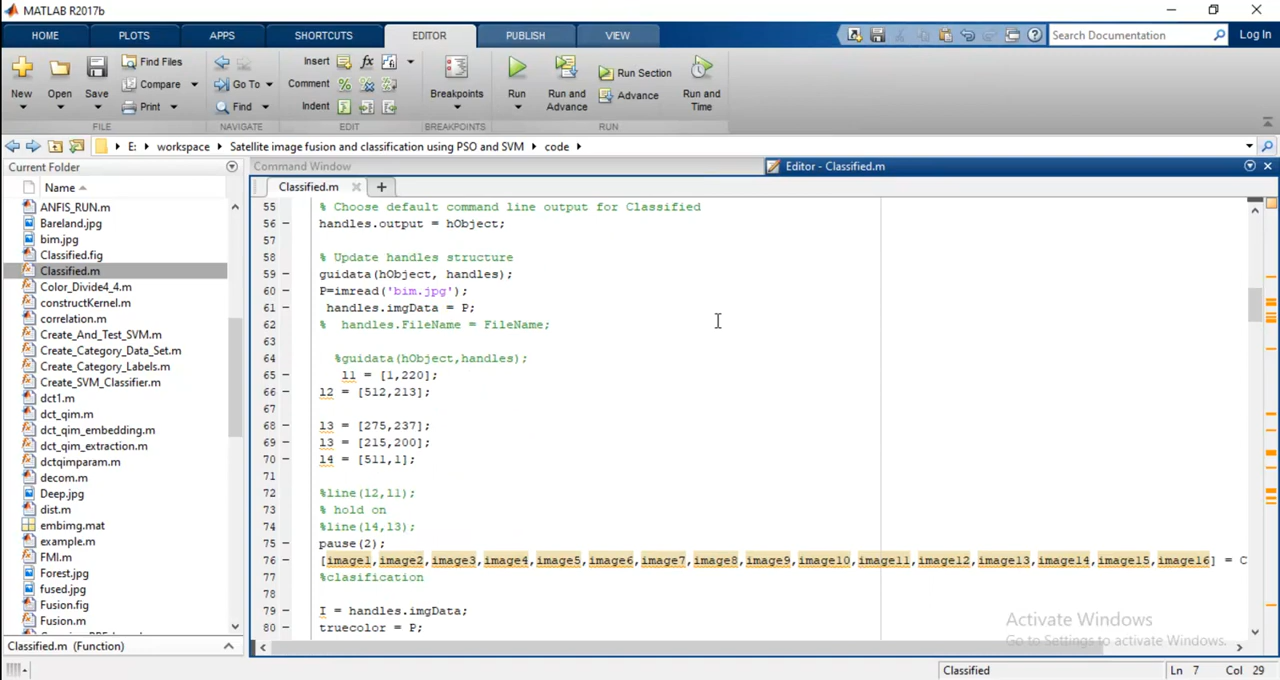 MATLAB R2017b
HOME PLOTS APPS SHORTCUTS EDITOR PUBLISH VIEW Search Documentation Log In
New Open Save Find Files Compare Print
Go To Find
Insert fx
Comment % %
Indent
Breakpoints
Run Run and Advance Run Section Advance Run and Time
FILE NAVIGATE EDIT BREAKPOINTS RUN
E: workspace Satellite image fusion and classification using PSO and SVM code
Current Folder
Name
ANFIS_RUN.m
Bareland.jpg
bim.jpg
Classified.fig
Classified.m
Color_Divide4_4.m
constructKernel.m
correlation.m
Create_And_Test_SVM.m
Create_Category_Data_Set.m
Create_Category_Labels.m
Create_SVM_Classifier.m
dct1.m
dct_qim.m
dct_qim_embedding.m
dct_qim_extraction.m
dctqimparam.m
decom.m
Deep.jpg
dist.m
embimg.mat
example.m
FMI.m
Forest.jpg
fused.jpg
Fusion.fig
Fusion.m
Classified.m (Function)
Command Window
Editor - Classified.m
Classified.m
55 % Choose default command line output for Classified
56 – handles.output = hObject;
57
58 % Update handles structure
59 – guidata(hObject, handles);
60 – P=imread('bim.jpg');
61 – handles.imgData = P;
62 % handles.FileName = FileName;
63
64 %guidata(hObject,handles);
65 – l1 = [1,220];
66 – l2 = [512,213];
67
68 – l3 = [275,237];
69 – l3 = [215,200];
70 – l4 = [511,1];
71
72 %line(l2,l1);
73 % hold on
74 %line(l4,l3);
75 – pause(2);
76 – [image1,image2,image3,image4,image5,image6,image7,image8,image9,image10,image11,image12,image13,image14,image15,image16] = C
77 %clasification
78
79 – I = handles.imgData;
80 – truecolor = P;
Activate Windows
Go to Settings to activate Windows.
Classified Ln 7 Col 29